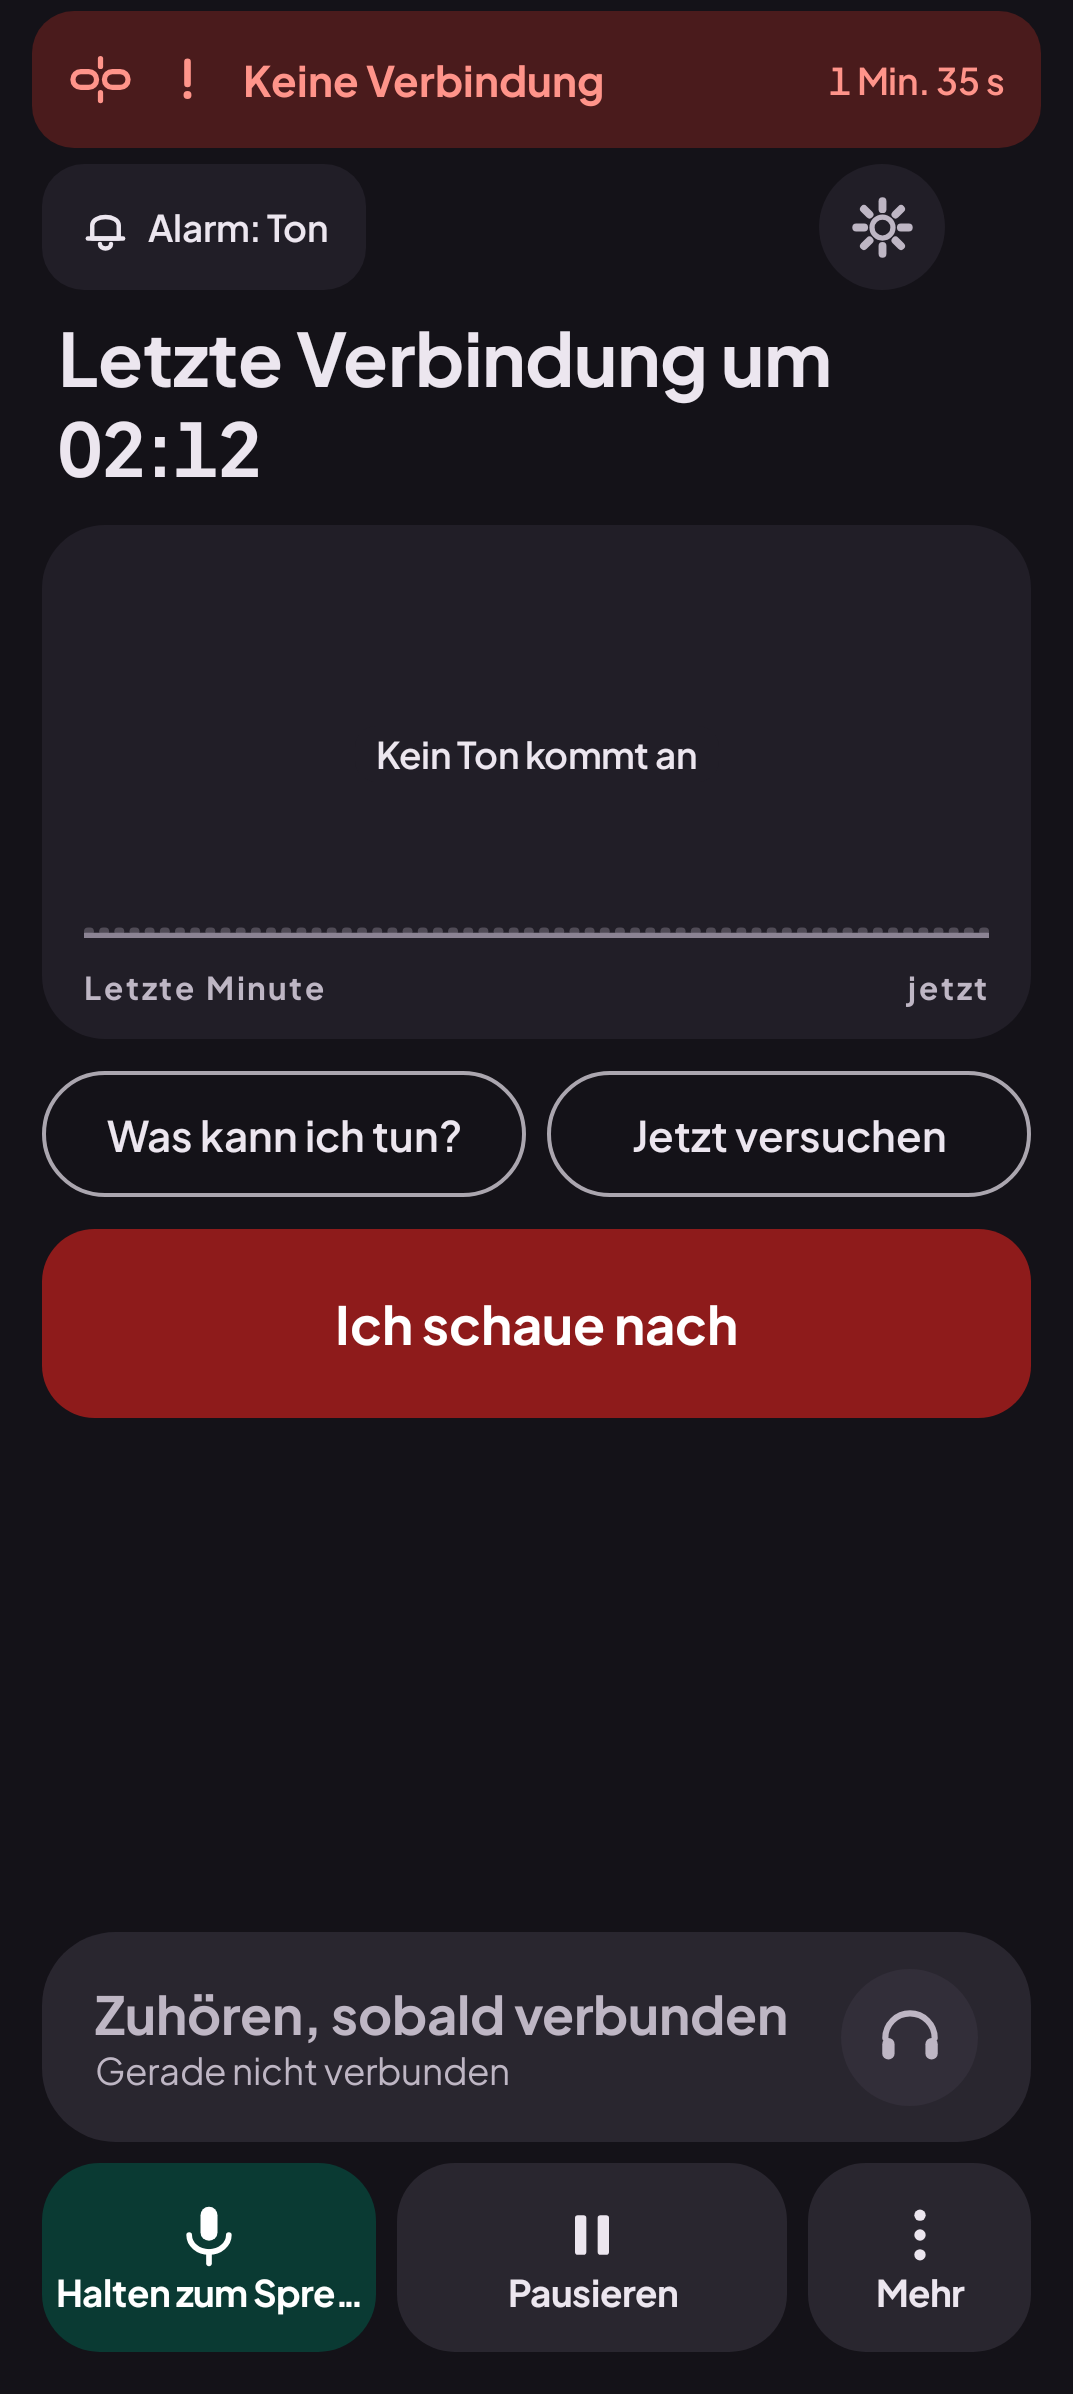 Keine Verbindung
1 Min. 35 s
Alarm: Ton
Letzte Verbindung um
02:12
Kein Ton kommt an
Letzte Minute
jetzt
Was kann ich tun?
Jetzt versuchen
Ich schaue nach
Zuhören, sobald verbunden
Gerade nicht verbunden
Halten zum Spre...
Pausieren
Mehr